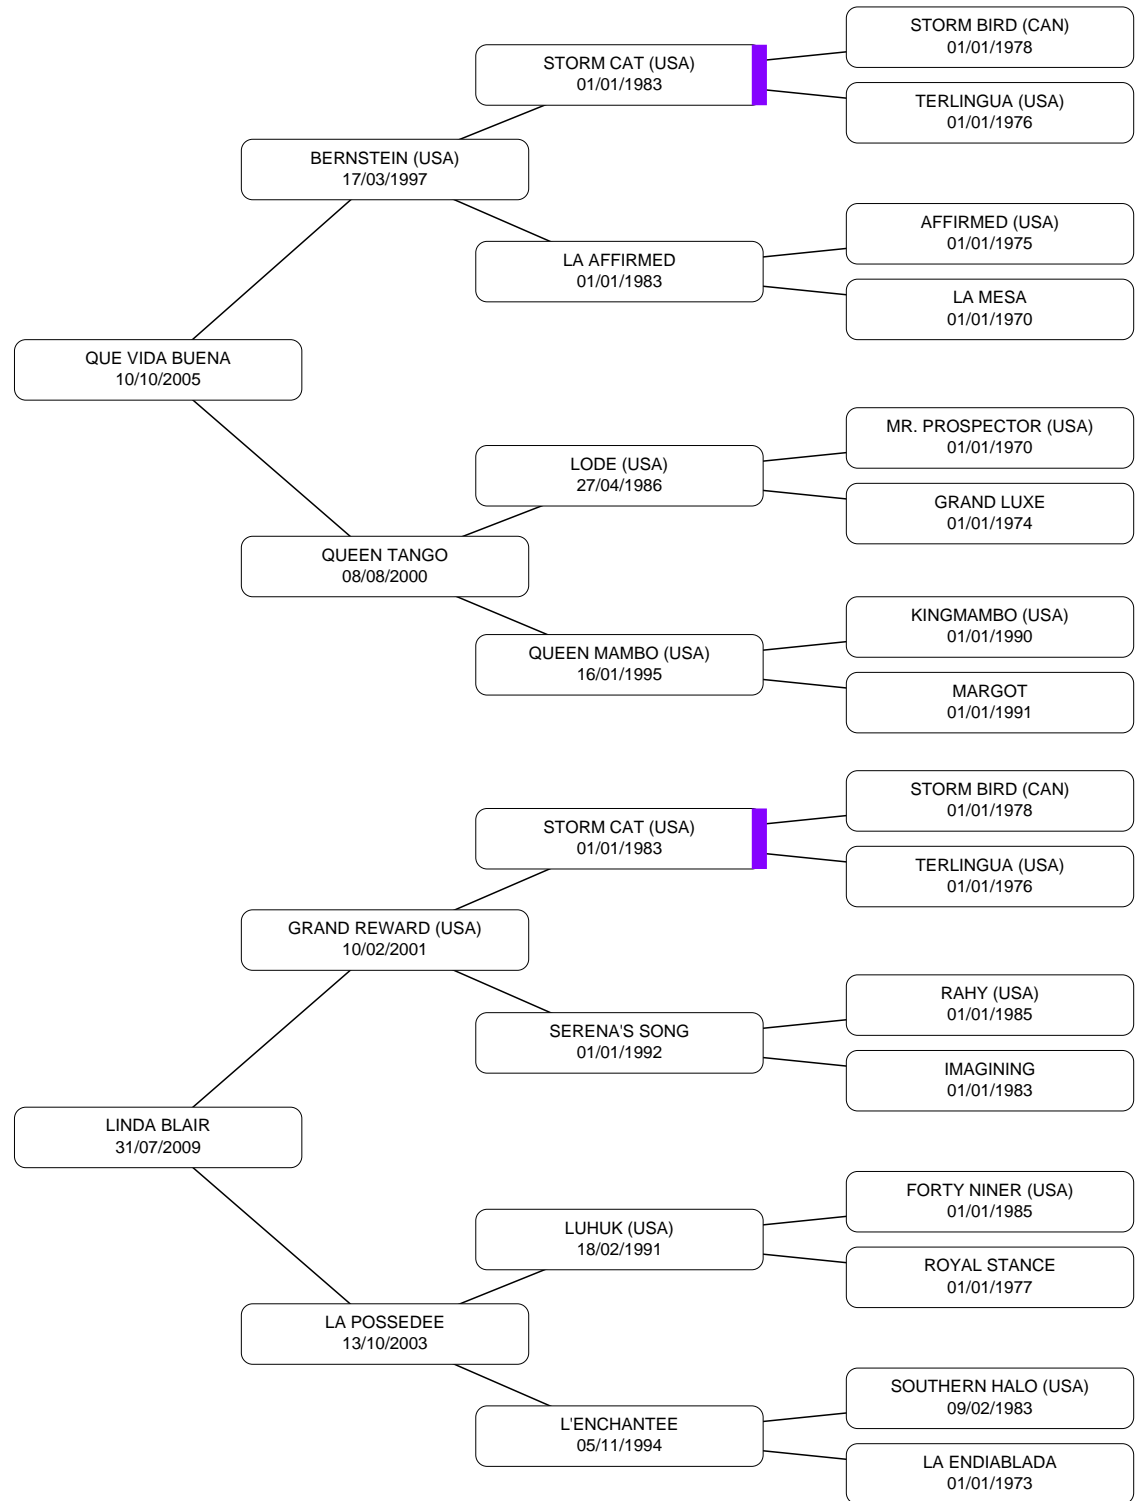 STORM BIRD (CAN)
01/01/1978
STORM CAT (USA)
01/01/1983
TERLINGUA (USA)
01/01/1976
BERNSTEIN (USA)
17/03/1997
AFFIRMED (USA)
01/01/1975
LA AFFIRMED
01/01/1983
LA MESA
01/01/1970
QUE VIDA BUENA
10/10/2005
MR. PROSPECTOR (USA)
01/01/1970
LODE (USA)
27/04/1986
GRAND LUXE
01/01/1974
QUEEN TANGO
08/08/2000
KINGMAMBO (USA)
01/01/1990
QUEEN MAMBO (USA)
16/01/1995
MARGOT
01/01/1991
STORM BIRD (CAN)
01/01/1978
STORM CAT (USA)
01/01/1983
TERLINGUA (USA)
01/01/1976
GRAND REWARD (USA)
10/02/2001
RAHY (USA)
01/01/1985
SERENA'S SONG
01/01/1992
IMAGINING
01/01/1983
LINDA BLAIR
31/07/2009
FORTY NINER (USA)
01/01/1985
LUHUK (USA)
18/02/1991
ROYAL STANCE
01/01/1977
LA POSSEDEE
13/10/2003
SOUTHERN HALO (USA)
09/02/1983
L'ENCHANTEE
05/11/1994
LA ENDIABLADA
01/01/1973